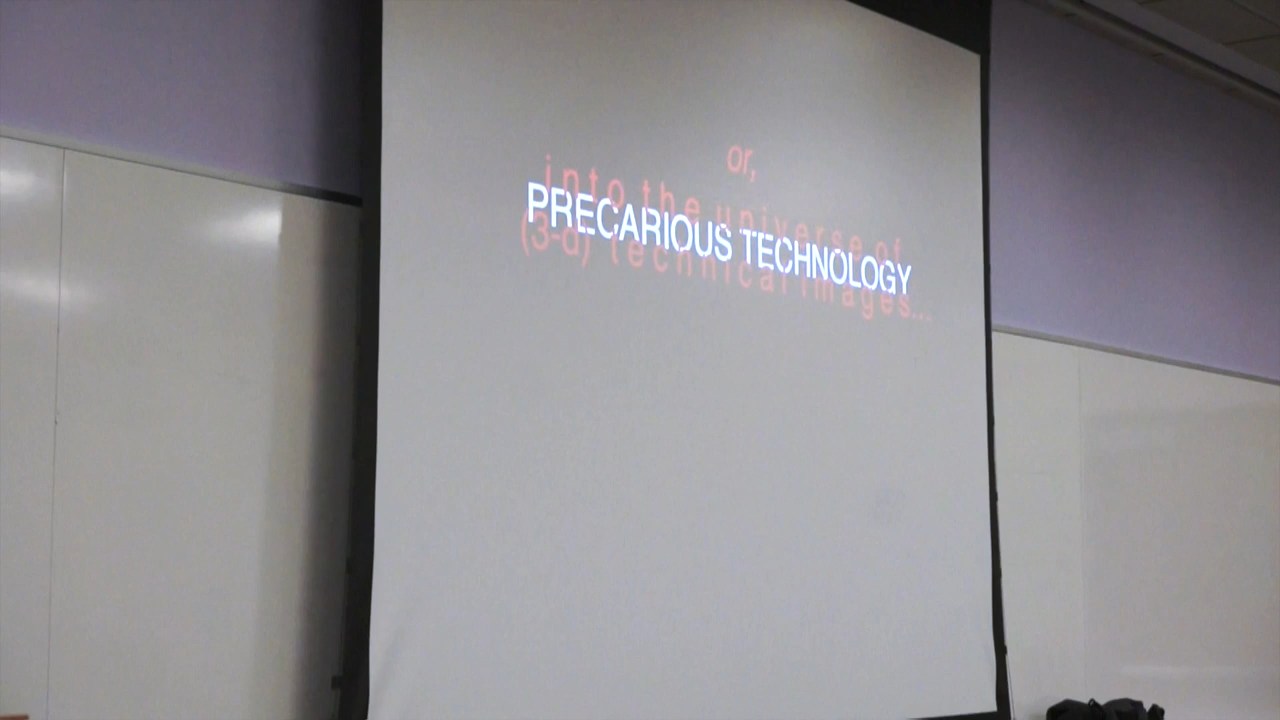 or,
into the universe of
PRECARIOUS TECHNOLOGY
(3-d) technical images...